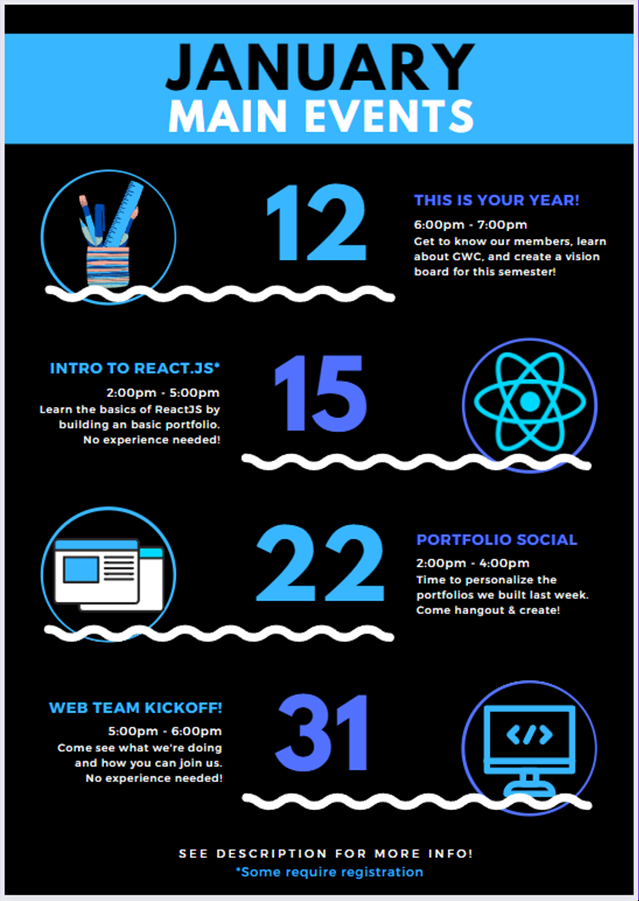 JANUARY
MAIN EVENTS
12
THIS IS YOUR YEAR!
6:00pm - 7:00pm
Get to know our members, learn
about GWC, and create a vision
board for this semester!
INTRO TO REACT.JS*
2:00pm - 5:00pm
Learn the basics of ReactJS by
building an basic portfolio.
No experience needed!
15
22
PORTFOLIO SOCIAL
2:00pm - 4:00pm
Time to personalize the
portfolios we built last week.
Come hangout & create!
WEB TEAM KICKOFF!
5:00pm - 6:00pm
Come see what we're doing
and how you can join us.
No experience needed!
31
</>
SEE DESCRIPTION FOR MORE INFO!
*Some require registration